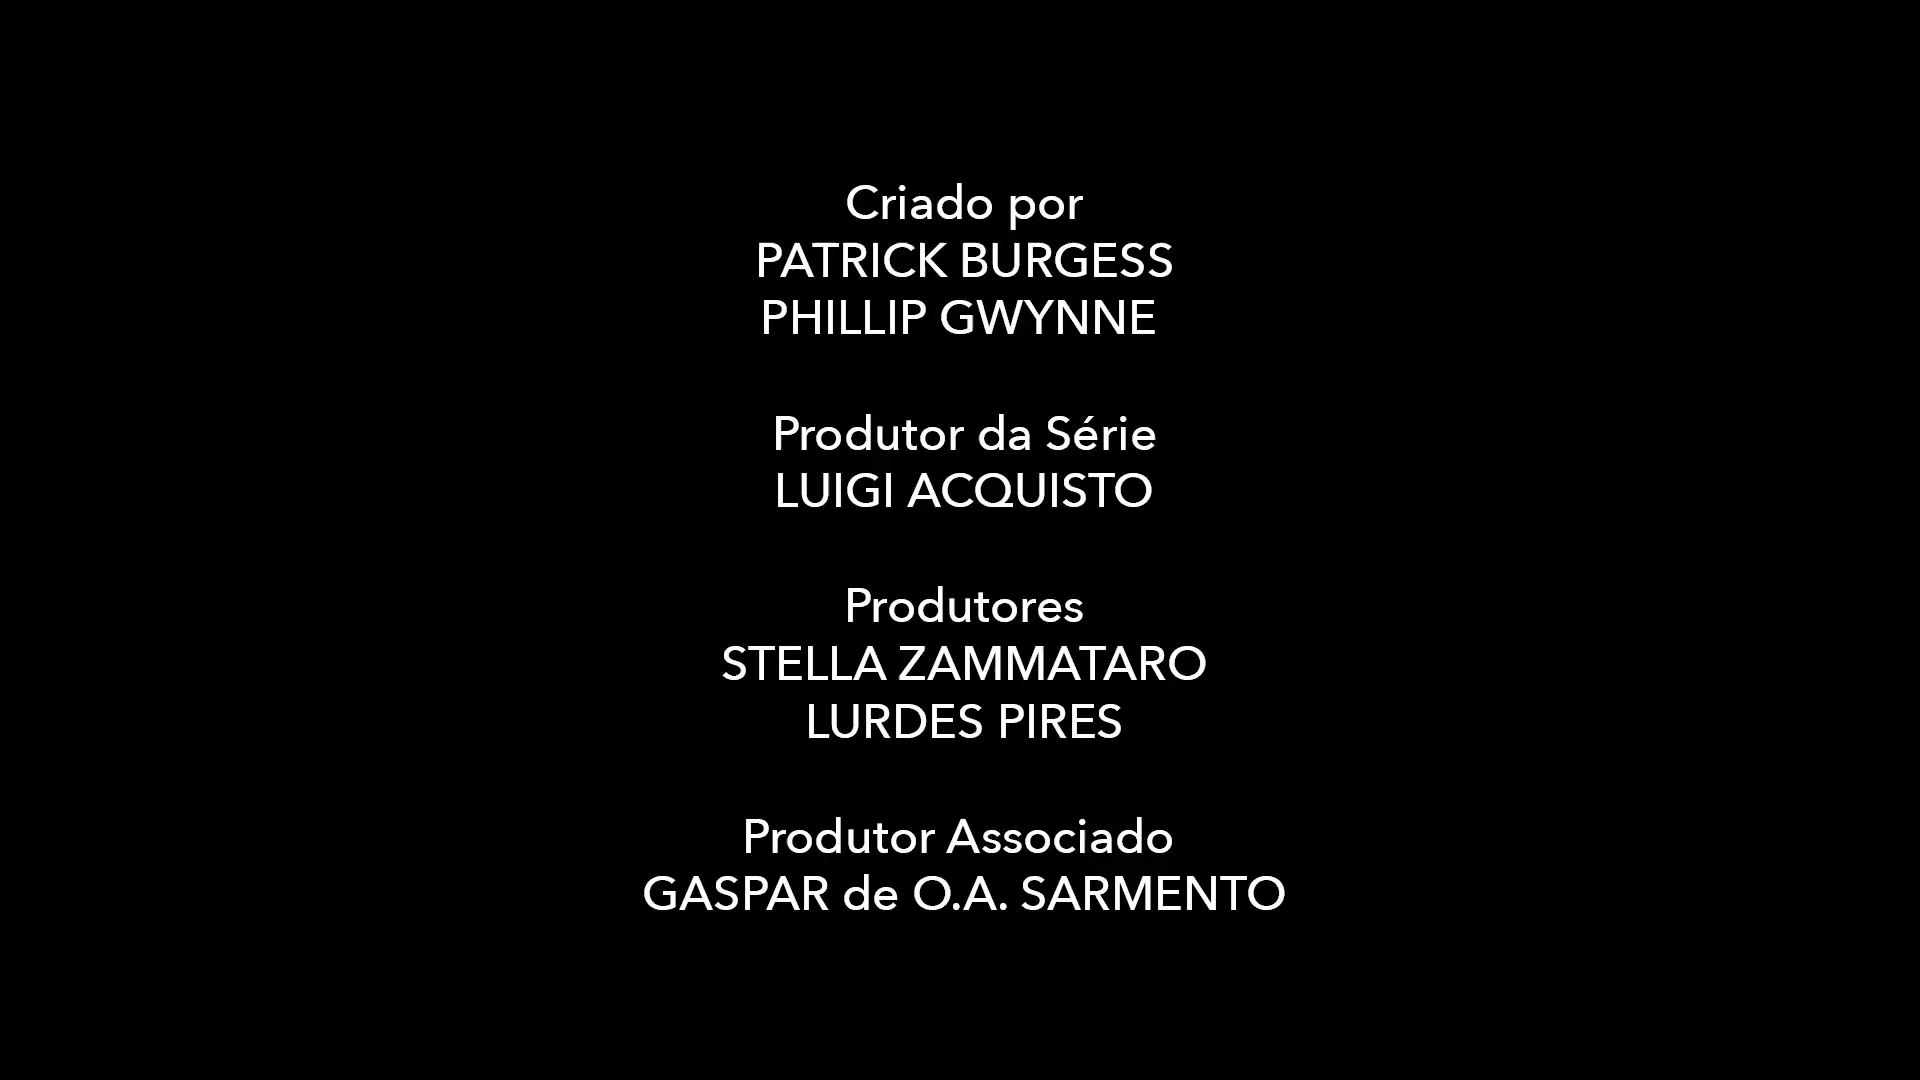 Criado por
PATRICK BURGESS
PHILLIP GWYNNE
Produtor da Série
LUIGI ACQUISTO
Produtores
STELLA ZAMMATARO
LURDES PIRES
Produtor Associado
GASPAR de O.A. SARMENTO